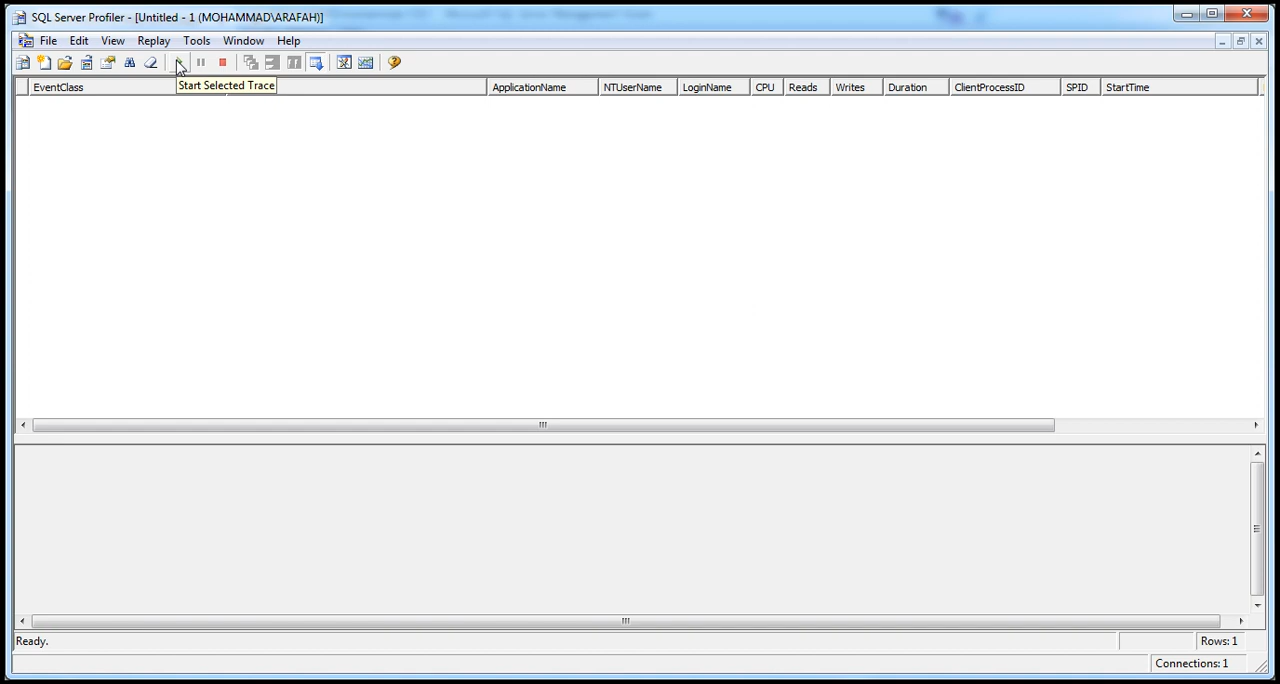 SQL Server Profiler - [Untitled - 1 (MOHAMMAD\ARAFAH)]
File Edit View Replay Tools Window Help
Start Selected Trace
EventClass ApplicationName NTUserName LoginName CPU Reads Writes Duration ClientProcessID SPID StartTime
Ready.
Rows: 1
Connections: 1